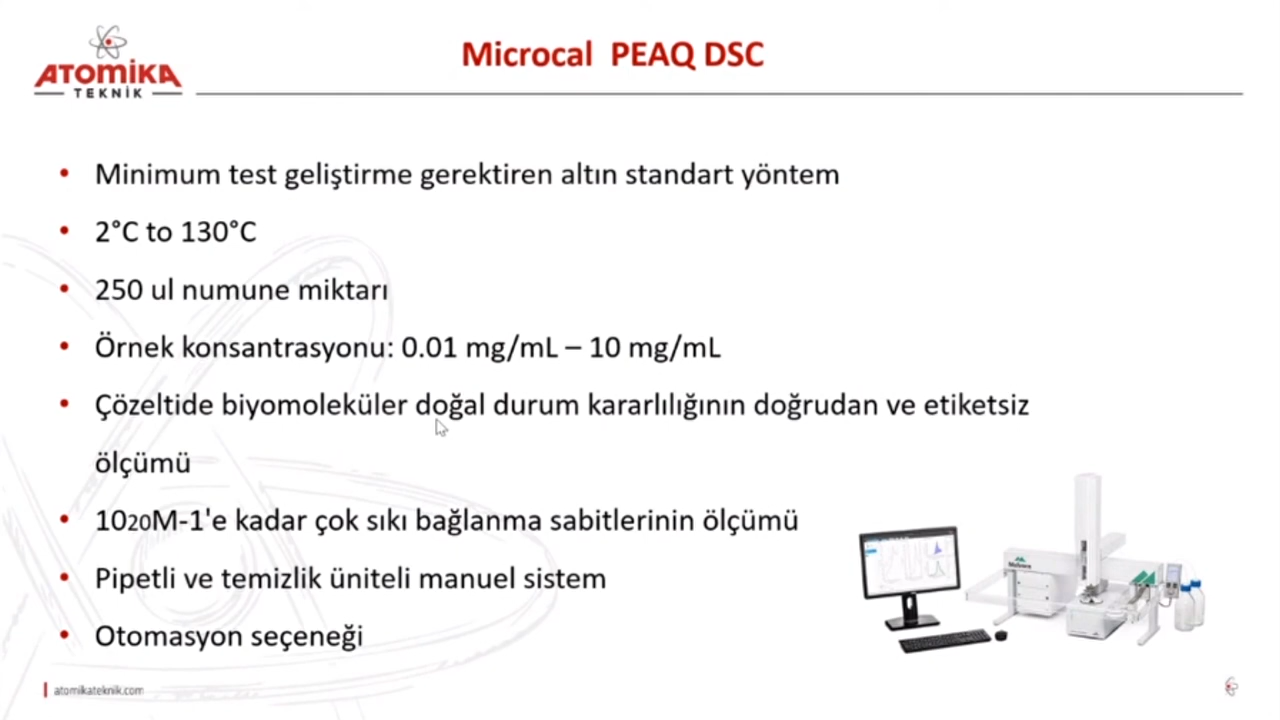 ATOMİKA
TEKNİK
Microcal PEAQ DSC
• Minimum test geliştirme gerektiren altın standart yöntem
• 2°C to 130°C
• 250 ul numune miktarı
• Örnek konsantrasyonu: 0.01 mg/mL – 10 mg/mL
• Çözeltide biyomoleküler doğal durum kararlılığının doğrudan ve etiketsiz
ölçümü
• 1020M-1'e kadar çok sıkı bağlanma sabitlerinin ölçümü
• Pipetli ve temizlik üniteli manuel sistem
• Otomasyon seçeneği
Malvern
atomikateknik.com